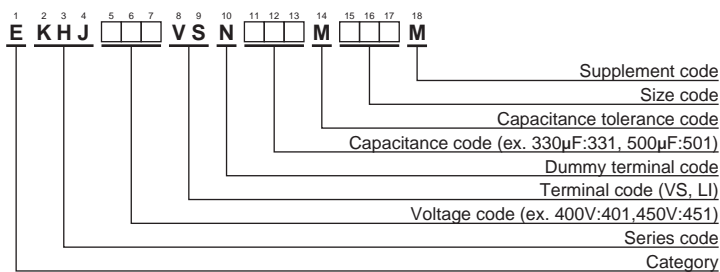 1 2 3 4 5 6 7 8 9 10 11 12 13 14 15 16 17 18
E K H J V S N M M
Supplement code
Size code
Capacitance tolerance code
Capacitance code (ex. 330μF:331, 500μF:501)
Dummy terminal code
Terminal code (VS, LI)
Voltage code (ex. 400V:401,450V:451)
Series code
Category